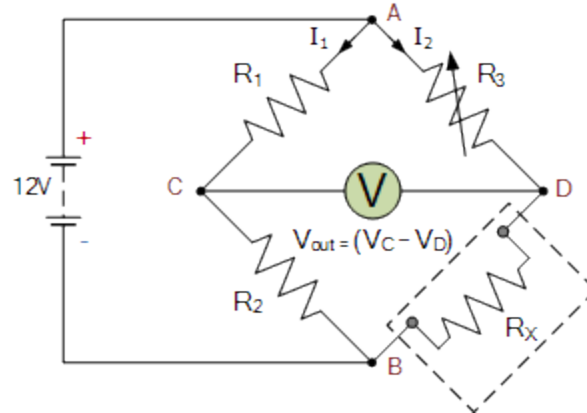 A
I₁ I₂
R₁ R₃
+
12V
-
C V D
Vout = (VC – VD)
R₂ RX
B